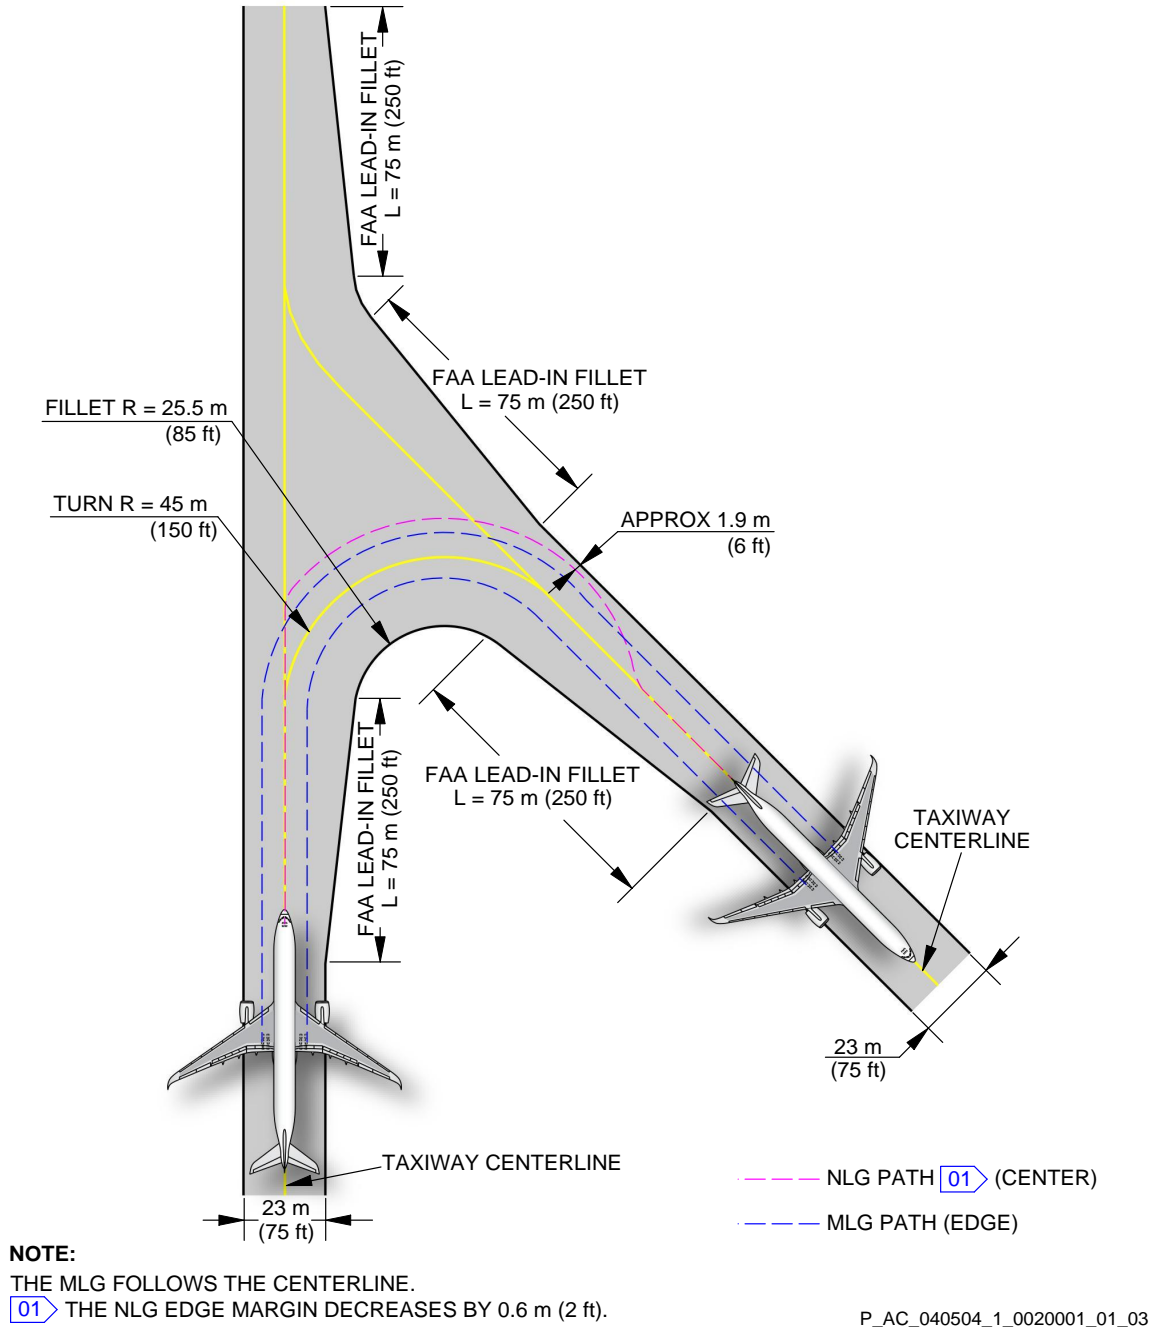 FAA LEAD-IN FILLET
L = 75 m (250 ft)
FAA LEAD-IN FILLET
L = 75 m (250 ft)
FILLET R = 25.5 m
(85 ft)
TURN R = 45 m
(150 ft)
APPROX 1.9 m
(6 ft)
FAA LEAD-IN FILLET
L = 75 m (250 ft)
FAA LEAD-IN FILLET
L = 75 m (250 ft)
TAXIWAY
CENTERLINE
23 m
(75 ft)
TAXIWAY CENTERLINE
23 m
(75 ft)
NLG PATH 01 (CENTER)
MLG PATH (EDGE)
NOTE:
THE MLG FOLLOWS THE CENTERLINE.
01 THE NLG EDGE MARGIN DECREASES BY 0.6 m (2 ft).
P_AC_040504_1_0020001_01_03